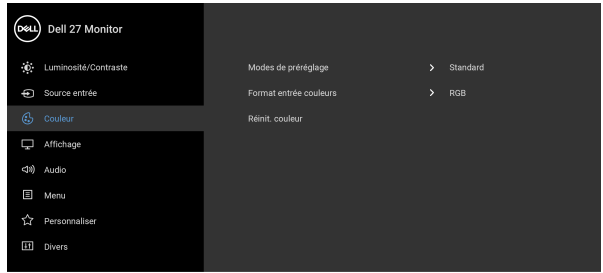 DELL Dell 27 Monitor
Luminosité/Contraste Modes de préréglage > Standard
Source entrée Format entrée couleurs > RGB
Couleur Réinit. couleur
Affichage
Audio
Menu
Personnaliser
Divers